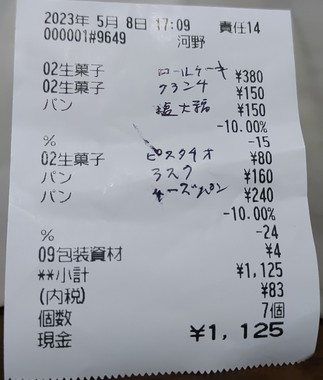 2023年 5月 8日 17:09 責任14
000001#9649 河野
02生菓子 ロールケーキ ¥380
02生菓子 クランチ ¥150
パン 塩大福 ¥150
-10.00%
% -15
02生菓子 ピスタチオ ¥80
パン ラスク ¥160
パン チーズパン ¥240
-10.00%
% -24
09包装資材 ¥4
**小計 ¥1,125
(内税) ¥83
個数 7個
現金 ¥1,125